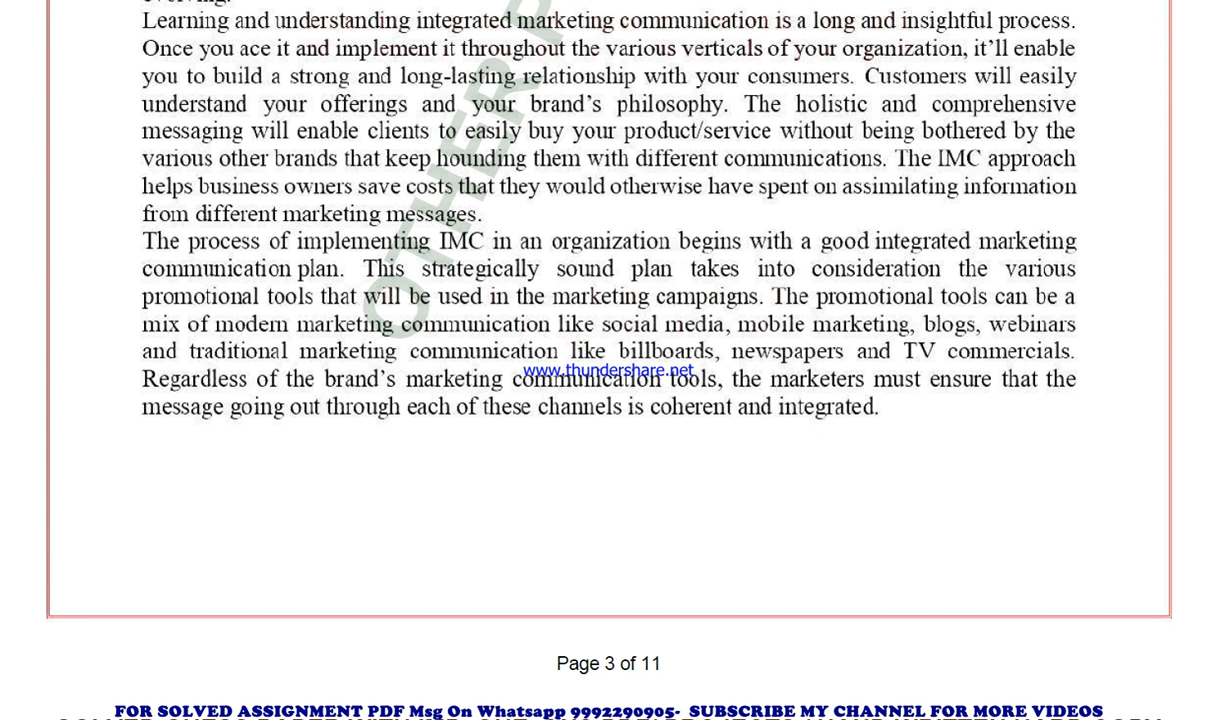 evolving.
Learning and understanding integrated marketing communication is a long and insightful process.
Once you ace it and implement it throughout the various verticals of your organization, it'll enable
you to build a strong and long-lasting relationship with your consumers. Customers will easily
understand your offerings and your brand's philosophy. The holistic and comprehensive
messaging will enable clients to easily buy your product/service without being bothered by the
various other brands that keep hounding them with different communications. The IMC approach
helps business owners save costs that they would otherwise have spent on assimilating information
from different marketing messages.
The process of implementing IMC in an organization begins with a good integrated marketing
communication plan. This strategically sound plan takes into consideration the various
promotional tools that will be used in the marketing campaigns. The promotional tools can be a
mix of modern marketing communication like social media, mobile marketing, blogs, webinars
and traditional marketing communication like billboards, newspapers and TV commercials.
www.thundershare.net
Regardless of the brand's marketing communication tools, the marketers must ensure that the
message going out through each of these channels is coherent and integrated.
OTHER
Page 3 of 11
FOR SOLVED ASSIGNMENT PDF Msg On Whatsapp 9992290905- SUBSCRIBE MY CHANNEL FOR MORE VIDEOS